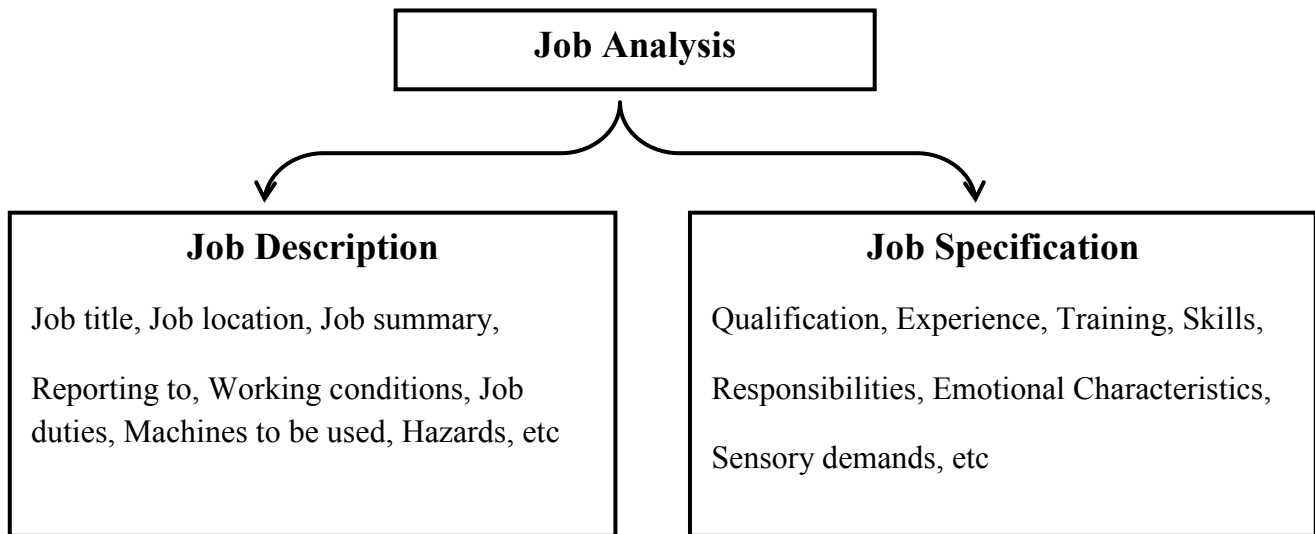 Job Analysis
Job Description
Job title, Job location, Job summary,
Reporting to, Working conditions, Job
duties, Machines to be used, Hazards, etc
Job Specification
Qualification, Experience, Training, Skills,
Responsibilities, Emotional Characteristics,
Sensory demands, etc